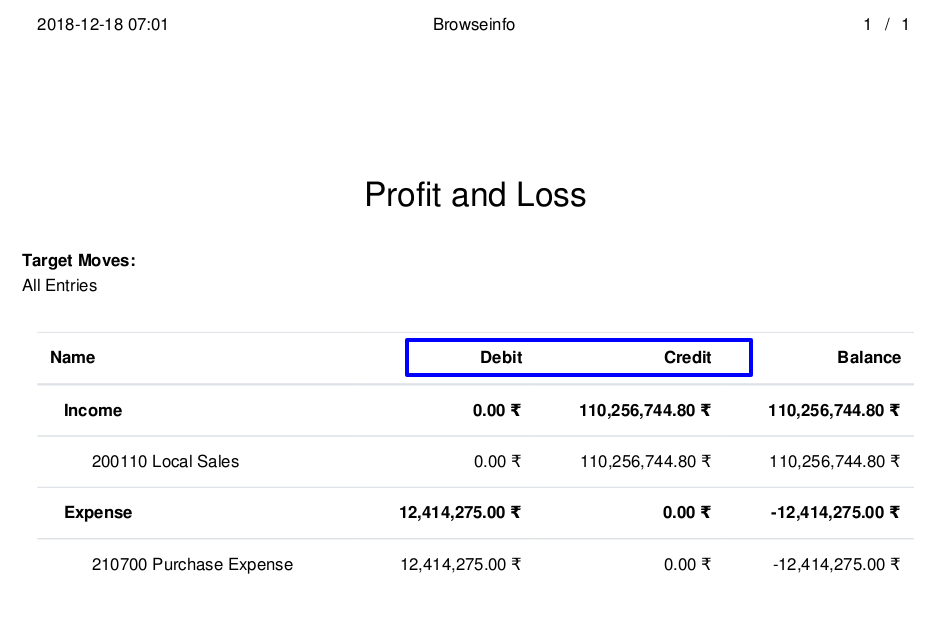 2018-12-18 07:01 Browseinfo 1 / 1
Profit and Loss
Target Moves:
All Entries
Name Debit Credit Balance
Income 0.00 ₹ 110,256,744.80 ₹ 110,256,744.80 ₹
200110 Local Sales 0.00 ₹ 110,256,744.80 ₹ 110,256,744.80 ₹
Expense 12,414,275.00 ₹ 0.00 ₹ -12,414,275.00 ₹
210700 Purchase Expense 12,414,275.00 ₹ 0.00 ₹ -12,414,275.00 ₹